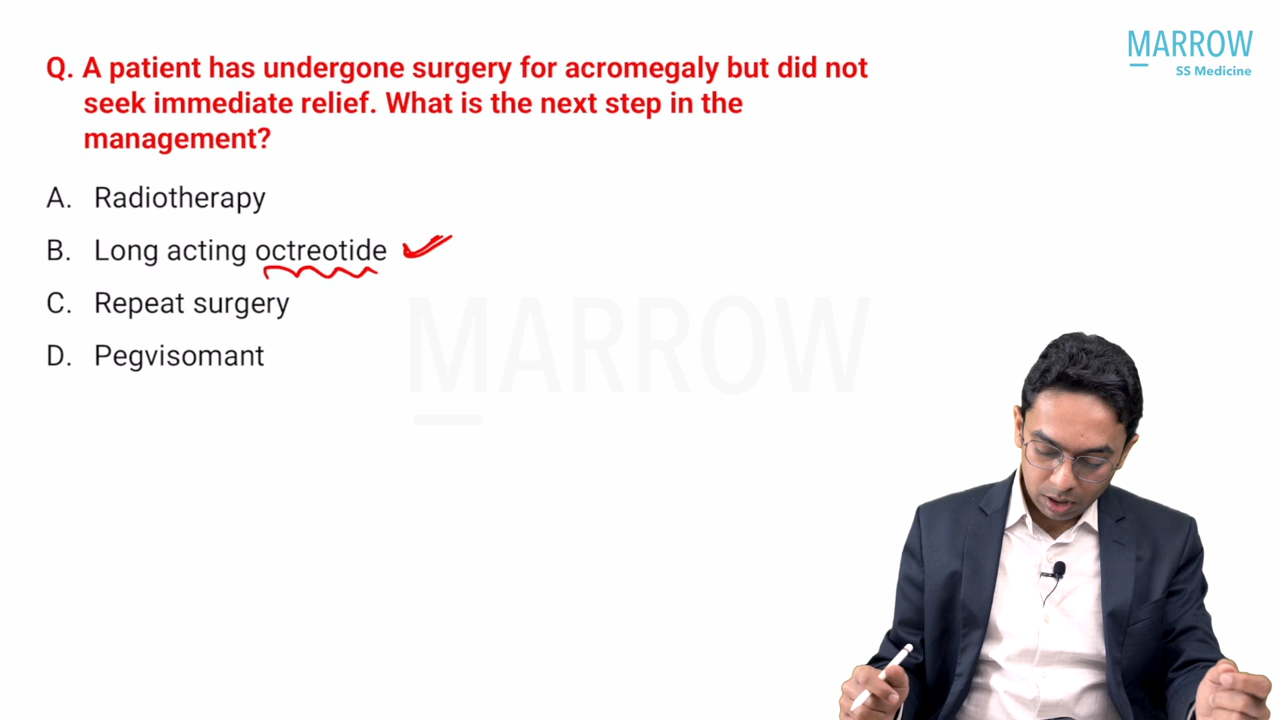 MARROW
SS Medicine
Q. A patient has undergone surgery for acromegaly but did not
seek immediate relief. What is the next step in the
management?
A. Radiotherapy
B. Long acting octreotide
C. Repeat surgery
D. Pegvisomant
MARROW